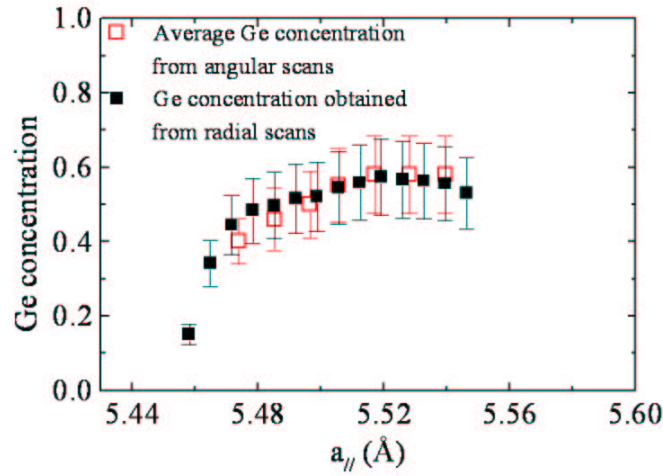 1.0
Average Ge concentration
from angular scans
0.8
Ge concentration obtained
from radial scans
0.6
0.4
0.2
0.0
Ge concentration
5.44 5.48 5.52 5.56 5.60
a// (Å)